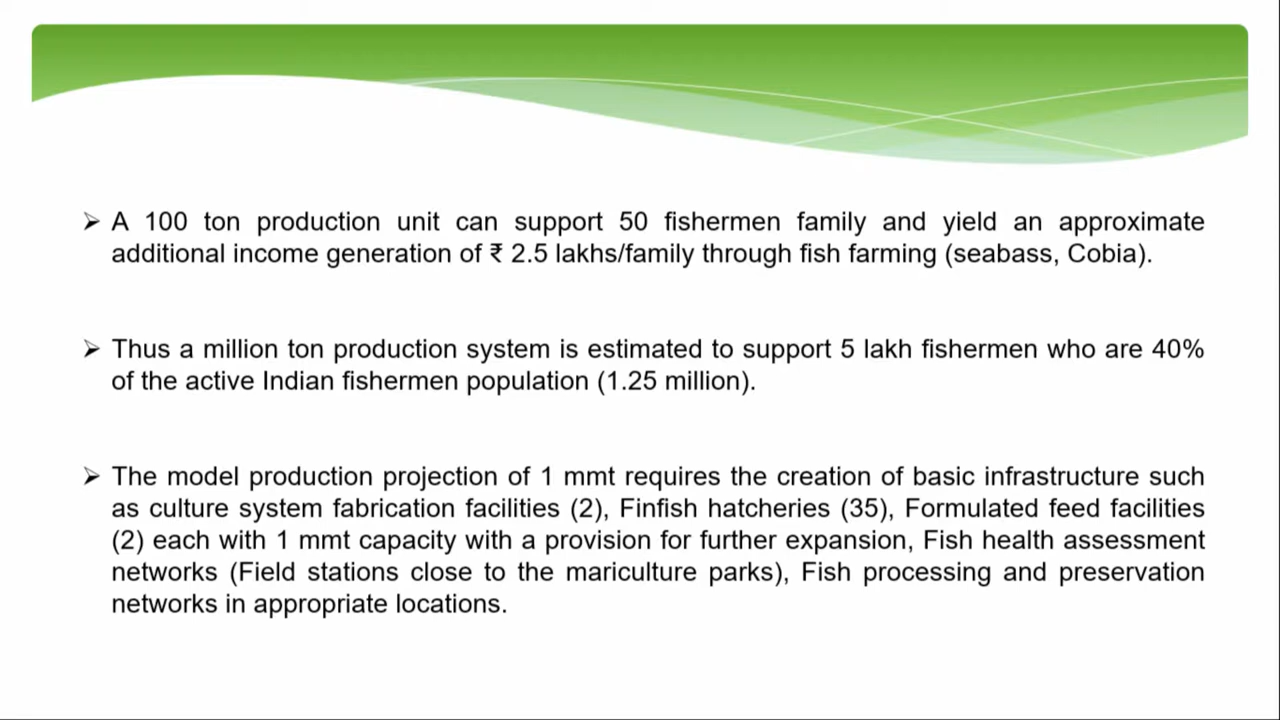 ➢ A 100 ton production unit can support 50 fishermen family and yield an approximate
additional income generation of ₹ 2.5 lakhs/family through fish farming (seabass, Cobia).
➢ Thus a million ton production system is estimated to support 5 lakh fishermen who are 40%
of the active Indian fishermen population (1.25 million).
➢ The model production projection of 1 mmt requires the creation of basic infrastructure such
as culture system fabrication facilities (2), Finfish hatcheries (35), Formulated feed facilities
(2) each with 1 mmt capacity with a provision for further expansion, Fish health assessment
networks (Field stations close to the mariculture parks), Fish processing and preservation
networks in appropriate locations.